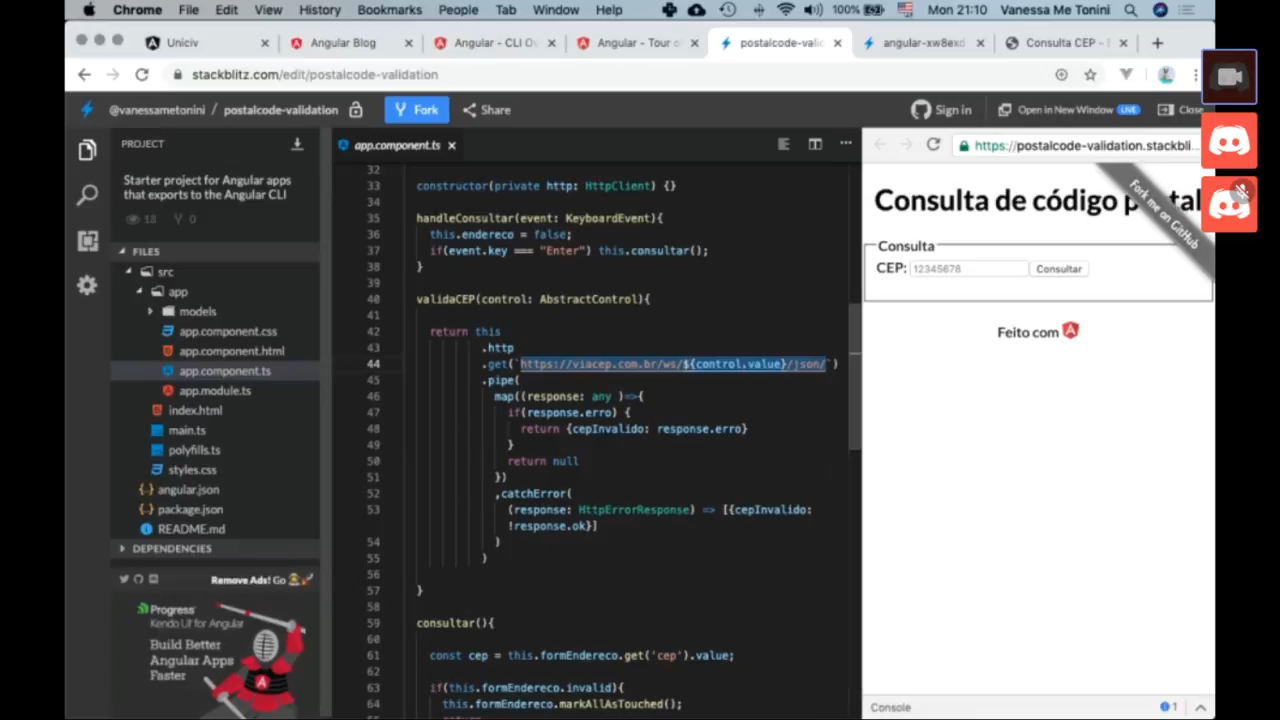 Chrome File Edit View History Bookmarks People Tab Window Help 100% Mon 21:10 Vanessa Me Tonini
Uniciv Angular Blog Angular - CLI Ov Angular - Tour o postalcode-valid angular-xw8exd Consulta CEP -
stackblitz.com/edit/postalcode-validation
@vanessametonini / postalcode-validation Fork Share Sign in Open in New Window LIVE Close
PROJECT
Starter project for Angular apps
that exports to the Angular CLI
18 0
FILES
src
app
models
app.component.css
app.component.html
app.component.ts
app.module.ts
index.html
main.ts
polyfills.ts
styles.css
angular.json
package.json
README.md
DEPENDENCIES
Remove Ads! Go
Progress
Kendo UI for Angular
Build Better
Angular Apps
Faster
app.component.ts
32
33 constructor(private http: HttpClient) {}
34
35 handleConsultar(event: KeyboardEvent){
36 this.endereco = false;
37 if(event.key === "Enter") this.consultar();
38 }
39
40 validaCEP(control: AbstractControl){
41
42 return this
43 .http
44 .get(`https://viacep.com.br/ws/${control.value}/json/`)
45 .pipe(
46 map((response: any )=>{
47 if(response.erro) {
48 return {cepInvalido: response.erro}
49 }
50 return null
51 })
52 ,catchError(
53 (response: HttpErrorResponse) => [{cepInvalido:
!response.ok}]
54 )
55 )
56
57 }
58
59 consultar(){
60
61 const cep = this.formEndereco.get('cep').value;
62
63 if(this.formEndereco.invalid){
64 this.formEndereco.markAllAsTouched();
https://postalcode-validation.stackbli...
Fork me on GitHub
Consulta de código p tal
Consulta
CEP: 12345678 Consultar
Feito com
Console 1